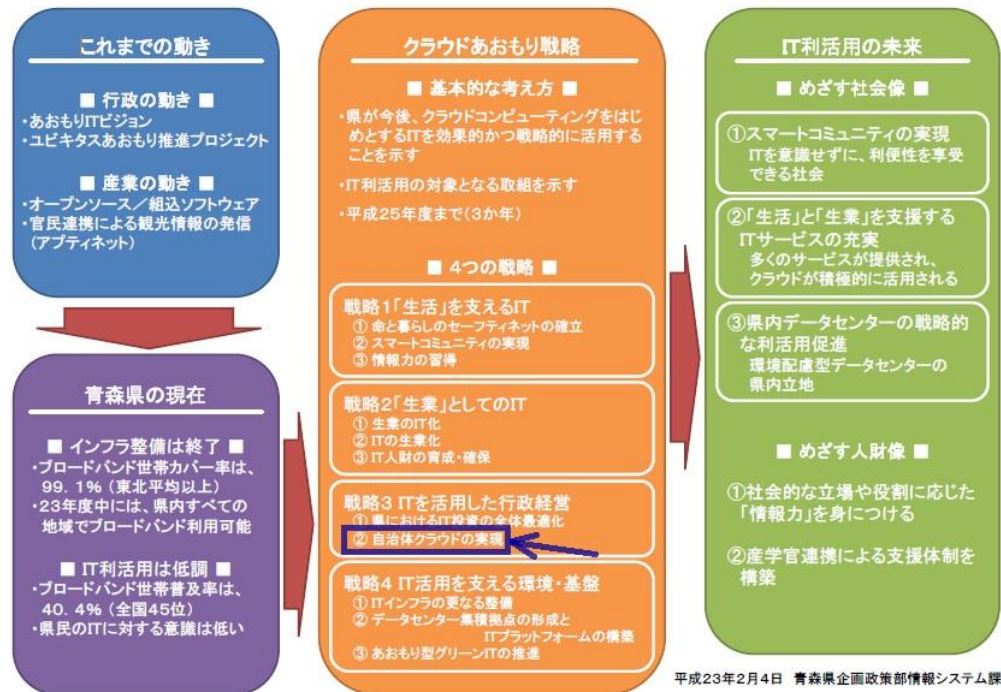 これまでの動き
■ 行政の動き ■
・あおもりITビジョン
・ユビキタスあおもり推進プロジェクト
■ 産業の動き ■
・オープンソース／組込ソフトウェア
・官民連携による観光情報の発信
(アプティネット)
青森県の現在
■ インフラ整備は終了 ■
・ブロードバンド世帯カバー率は、
99.1%(東北平均以上)
・23年度中には、県内すべての
地域でブロードバンド利用可能
■ IT利活用は低調 ■
・ブロードバンド世帯普及率は、
40.4%(全国45位)
・県民のITに対する意識は低い
クラウドあおもり戦略
■ 基本的な考え方 ■
・県が今後、クラウドコンピューティングをはじ
めとするITを効果的かつ戦略的に活用する
ことを示す
・IT利活用の対象となる取組を示す
・平成25年度まで(3か年)
■ 4つの戦略 ■
戦略1「生活」を支えるIT
① 命と暮らしのセーフティネットの確立
② スマートコミュニティの実現
③ 情報力の習得
戦略2「生業」としてのIT
① 生業のIT化
② ITの生業化
③ IT人財の育成・確保
戦略3 ITを活用した行政経営
① 県におけるIT投資の全体最適化
② 自治体クラウドの実現
戦略4 IT活用を支える環境・基盤
① ITインフラの更なる整備
② データセンター集積拠点の形成と
ITプラットフォームの構築
③ あおもり型グリーンITの推進
IT利活用の未来
■ めざす社会像 ■
①スマートコミュニティの実現
ITを意識せずに、利便性を享受
できる社会
②「生活」と「生業」を支援する
ITサービスの充実
多くのサービスが提供され、
クラウドが積極的に活用される
③県内データセンターの戦略的
な利活用促進
環境配慮型データセンターの
県内立地
■ めざす人財像 ■
①社会的な立場や役割に応じた
「情報力」を身につける
②産学官連携による支援体制を
構築
平成23年2月4日 青森県企画政策部情報システム課